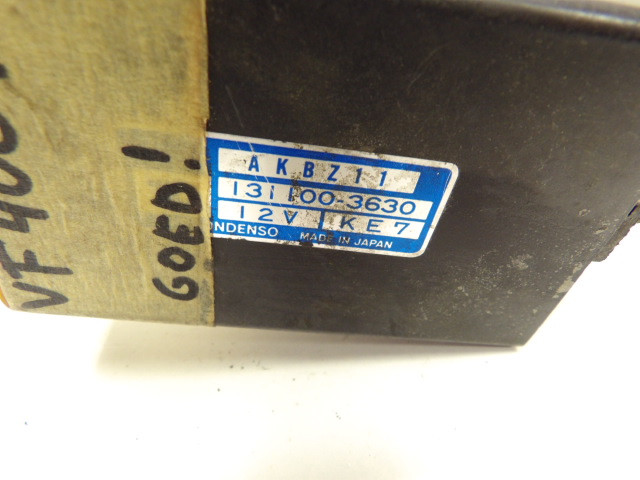 VF400
GOED!
AKBZ11
131100-3630
12V KE7
NDENSO MADE IN JAPAN